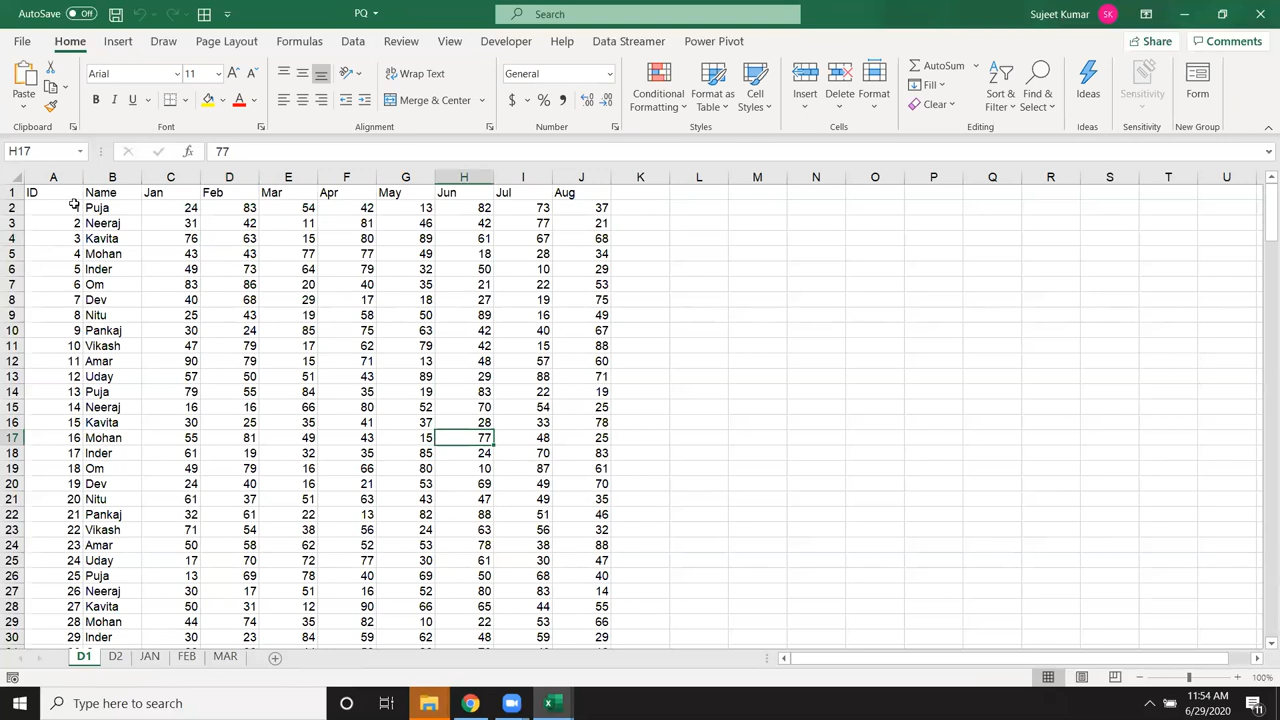 AutoSave Off PQ Search Sujeet Kumar SK
File Home Insert Draw Page Layout Formulas Data Review View Developer Help Data Streamer Power Pivot Share Comments
Paste Arial 11 Wrap Text General Conditional Formatting Format as Table Cell Styles Insert Delete Format AutoSum Sort & Filter Find & Select Ideas Sensitivity Form
B I U Merge & Center $ % Fill Clear
Clipboard Font Alignment Number Styles Cells Editing Ideas Sensitivity New Group
H17 fx 77
A B C D E F G H I J K L M N O P Q R S T U
1 ID Name Jan Feb Mar Apr May Jun Jul Aug
2 1 Puja 24 83 54 42 13 82 73 37
3 2 Neeraj 31 42 11 81 46 42 77 21
4 3 Kavita 76 63 15 80 89 61 67 68
5 4 Mohan 43 43 77 77 49 18 28 34
6 5 Inder 49 73 64 79 32 50 10 29
7 6 Om 83 86 20 40 35 21 22 53
8 7 Dev 40 68 29 17 18 27 19 75
9 8 Nitu 25 43 19 58 50 89 16 49
10 9 Pankaj 30 24 85 75 63 42 40 67
11 10 Vikash 47 79 17 62 79 42 15 88
12 11 Amar 90 79 15 71 13 48 57 60
13 12 Uday 57 50 51 43 89 29 88 71
14 13 Puja 79 55 84 35 19 83 22 19
15 14 Neeraj 16 16 66 80 52 70 54 25
16 15 Kavita 30 25 35 41 37 28 33 78
17 16 Mohan 55 81 49 43 15 77 48 25
18 17 Inder 61 19 32 35 85 24 70 83
19 18 Om 49 79 16 66 80 10 87 61
20 19 Dev 24 40 16 21 53 69 49 70
21 20 Nitu 61 37 51 63 43 47 49 35
22 21 Pankaj 32 61 22 13 82 88 51 46
23 22 Vikash 71 54 38 56 24 63 56 32
24 23 Amar 50 58 62 52 53 78 38 88
25 24 Uday 17 70 72 77 30 61 30 47
26 25 Puja 13 69 78 40 69 50 68 40
27 26 Neeraj 30 17 51 16 52 80 83 14
28 27 Kavita 50 31 12 90 66 65 44 55
29 28 Mohan 44 74 35 82 10 22 53 66
30 29 Inder 30 23 84 59 62 48 59 29
D1 D2 JAN FEB MAR
100%
Type here to search 11:54 AM
6/29/2020 11